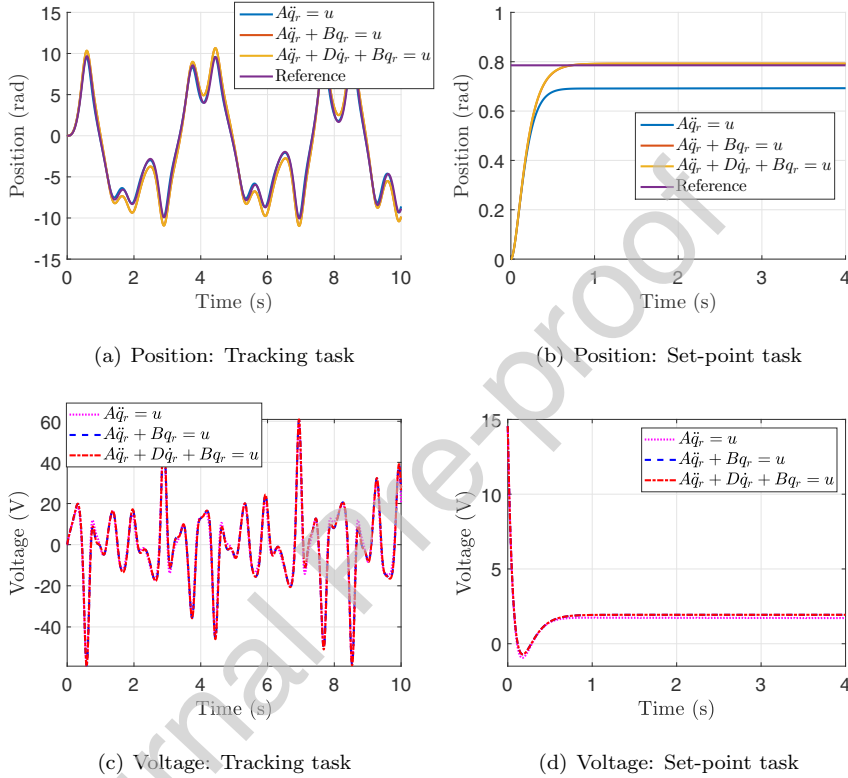 15
10
5
0
-5
-10
-15
0
2
4
6
8
10
Position (rad)
Time (s)
Aq̈ᵣ = u
Aq̈ᵣ + Bqᵣ = u
Aq̈ᵣ + Dq̇ᵣ + Bqᵣ = u
Reference
(a) Position: Tracking task
1
0.8
0.6
0.4
0.2
0
0
1
2
3
4
Position (rad)
Time (s)
Aq̈ᵣ = u
Aq̈ᵣ + Bqᵣ = u
Aq̈ᵣ + Dq̇ᵣ + Bqᵣ = u
Reference
(b) Position: Set-point task
60
40
20
0
-20
-40
0
2
4
6
8
10
Voltage (V)
Time (s)
Aq̈ᵣ = u
Aq̈ᵣ + Bqᵣ = u
Aq̈ᵣ + Dq̇ᵣ + Bqᵣ = u
(c) Voltage: Tracking task
15
10
5
0
0
1
2
3
4
Voltage (V)
Time (s)
Aq̈ᵣ = u
Aq̈ᵣ + Bqᵣ = u
Aq̈ᵣ + Dq̇ᵣ + Bqᵣ = u
(d) Voltage: Set-point task
urnal Pre-proof